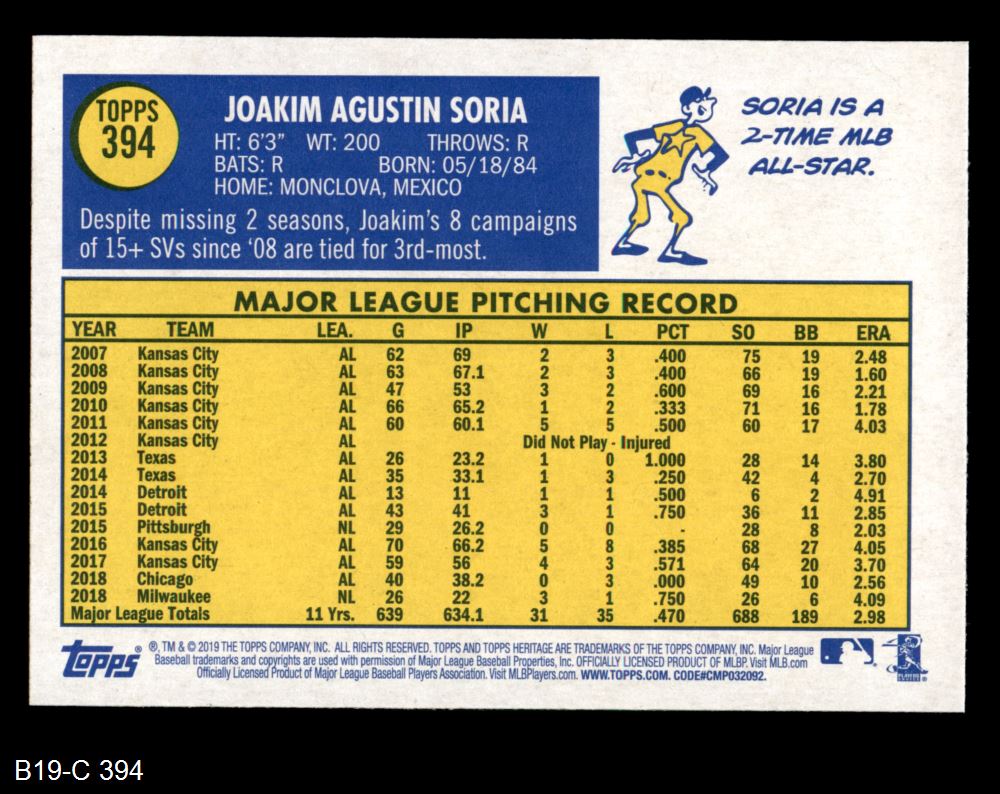 TOPPS
394
JOAKIM AGUSTIN SORIA
HT: 6'3" WT: 200 THROWS: R
BATS: R BORN: 05/18/84
HOME: MONCLOVA, MEXICO
Despite missing 2 seasons, Joakim's 8 campaigns
of 15+ SVs since '08 are tied for 3rd-most.
SORIA IS A
2-TIME MLB
ALL-STAR.
MAJOR LEAGUE PITCHING RECORD
YEAR TEAM LEA. G IP W L PCT SO BB ERA
2007 Kansas City AL 62 69 2 3 .400 75 19 2.48
2008 Kansas City AL 63 67.1 2 3 .400 66 19 1.60
2009 Kansas City AL 47 53 3 2 .600 69 16 2.21
2010 Kansas City AL 66 65.2 1 2 .333 71 16 1.78
2011 Kansas City AL 60 60.1 5 5 .500 60 17 4.03
2012 Kansas City AL Did Not Play - Injured
2013 Texas AL 26 23.2 1 0 1.000 28 14 3.80
2014 Texas AL 35 33.1 1 3 .250 42 4 2.70
2014 Detroit AL 13 11 1 1 .500 6 2 4.91
2015 Detroit AL 43 41 3 1 .750 36 11 2.85
2015 Pittsburgh NL 29 26.2 0 0 - 28 8 2.03
2016 Kansas City AL 70 66.2 5 8 .385 68 27 4.05
2017 Kansas City AL 59 56 4 3 .571 64 20 3.70
2018 Chicago AL 40 38.2 0 3 .000 49 10 2.56
2018 Milwaukee NL 26 22 3 1 .750 26 6 4.09
Major League Totals 11 Yrs. 639 634.1 31 35 .470 688 189 2.98
Topps ®, TM & © 2019 THE TOPPS COMPANY, INC. ALL RIGHTS RESERVED. TOPPS AND TOPPS HERITAGE ARE TRADEMARKS OF THE TOPPS COMPANY, INC. Major League
Baseball trademarks and copyrights are used with permission of Major League Baseball Properties, Inc. OFFICIALLY LICENSED PRODUCT OF MLBP. Visit MLB.com
Officially Licensed Product of Major League Baseball Players Association. Visit MLBPlayers.com. WWW.TOPPS.COM. CODE#CMP032092.
B19-C 394